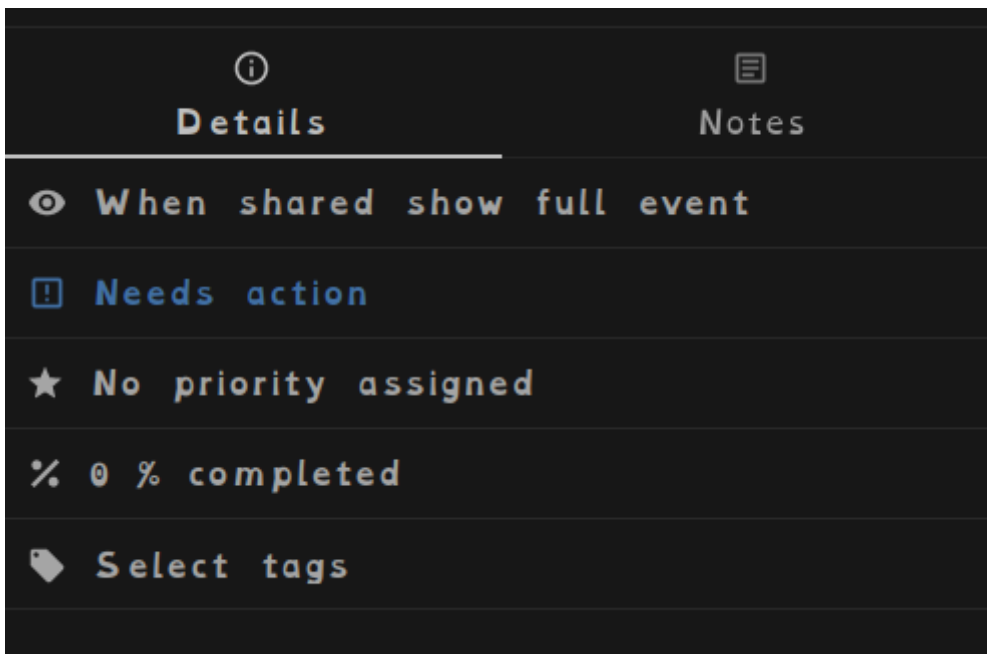 Details
Notes
When shared show full event
Needs action
No priority assigned
0 % completed
Select tags